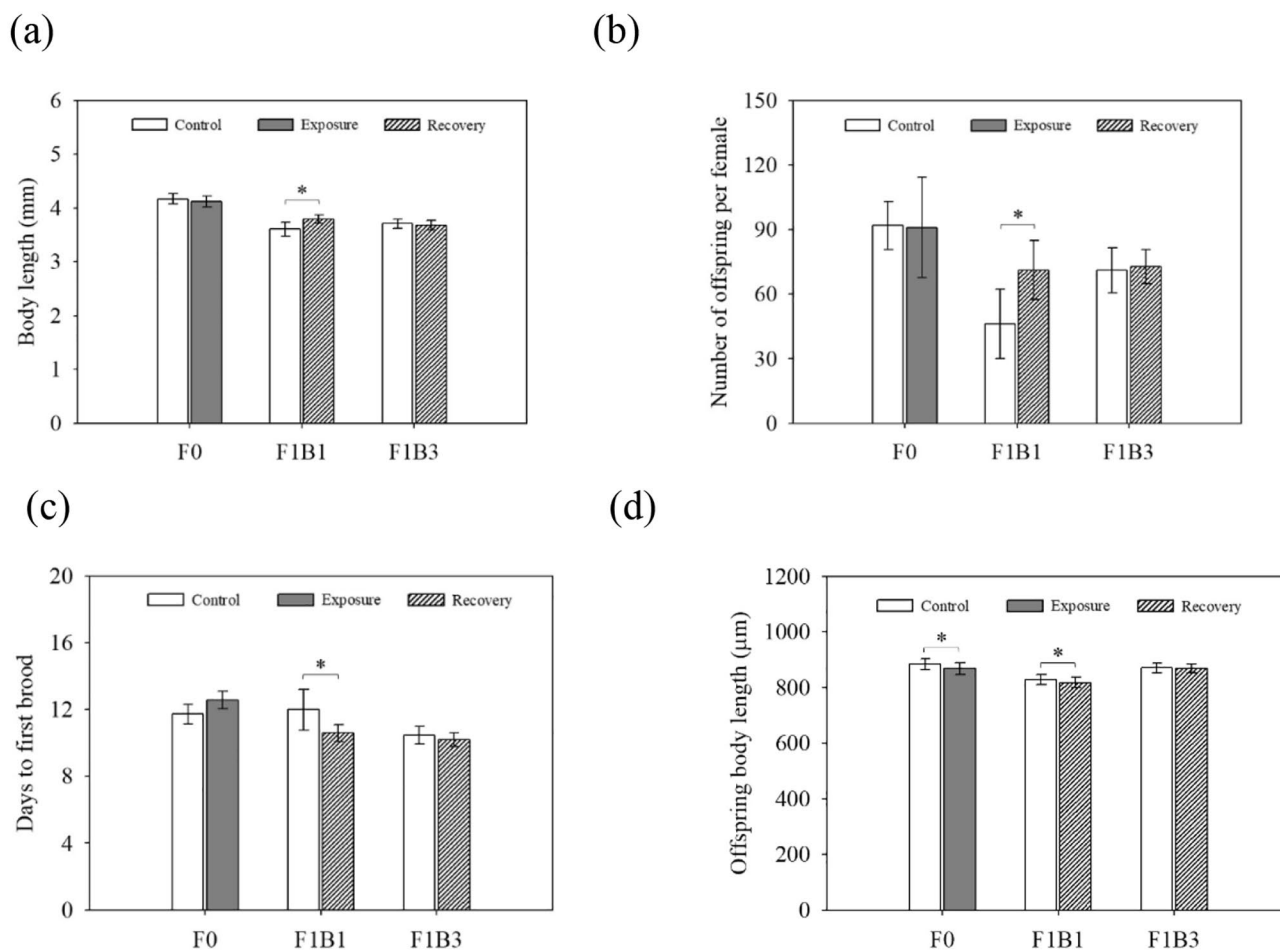 (a)
(b)
6
5
4
3
2
1
0
Body length (mm)
Control Exposure Recovery
*
F0 F1B1 F1B3
150
120
90
60
30
0
Number of offspring per female
Control Exposure Recovery
*
F0 F1B1 F1B3
(c)
(d)
20
16
12
8
4
0
Days to first brood
Control Exposure Recovery
*
F0 F1B1 F1B3
1200
1000
800
600
400
200
0
Offspring body length (μm)
Control Exposure Recovery
* *
F0 F1B1 F1B3